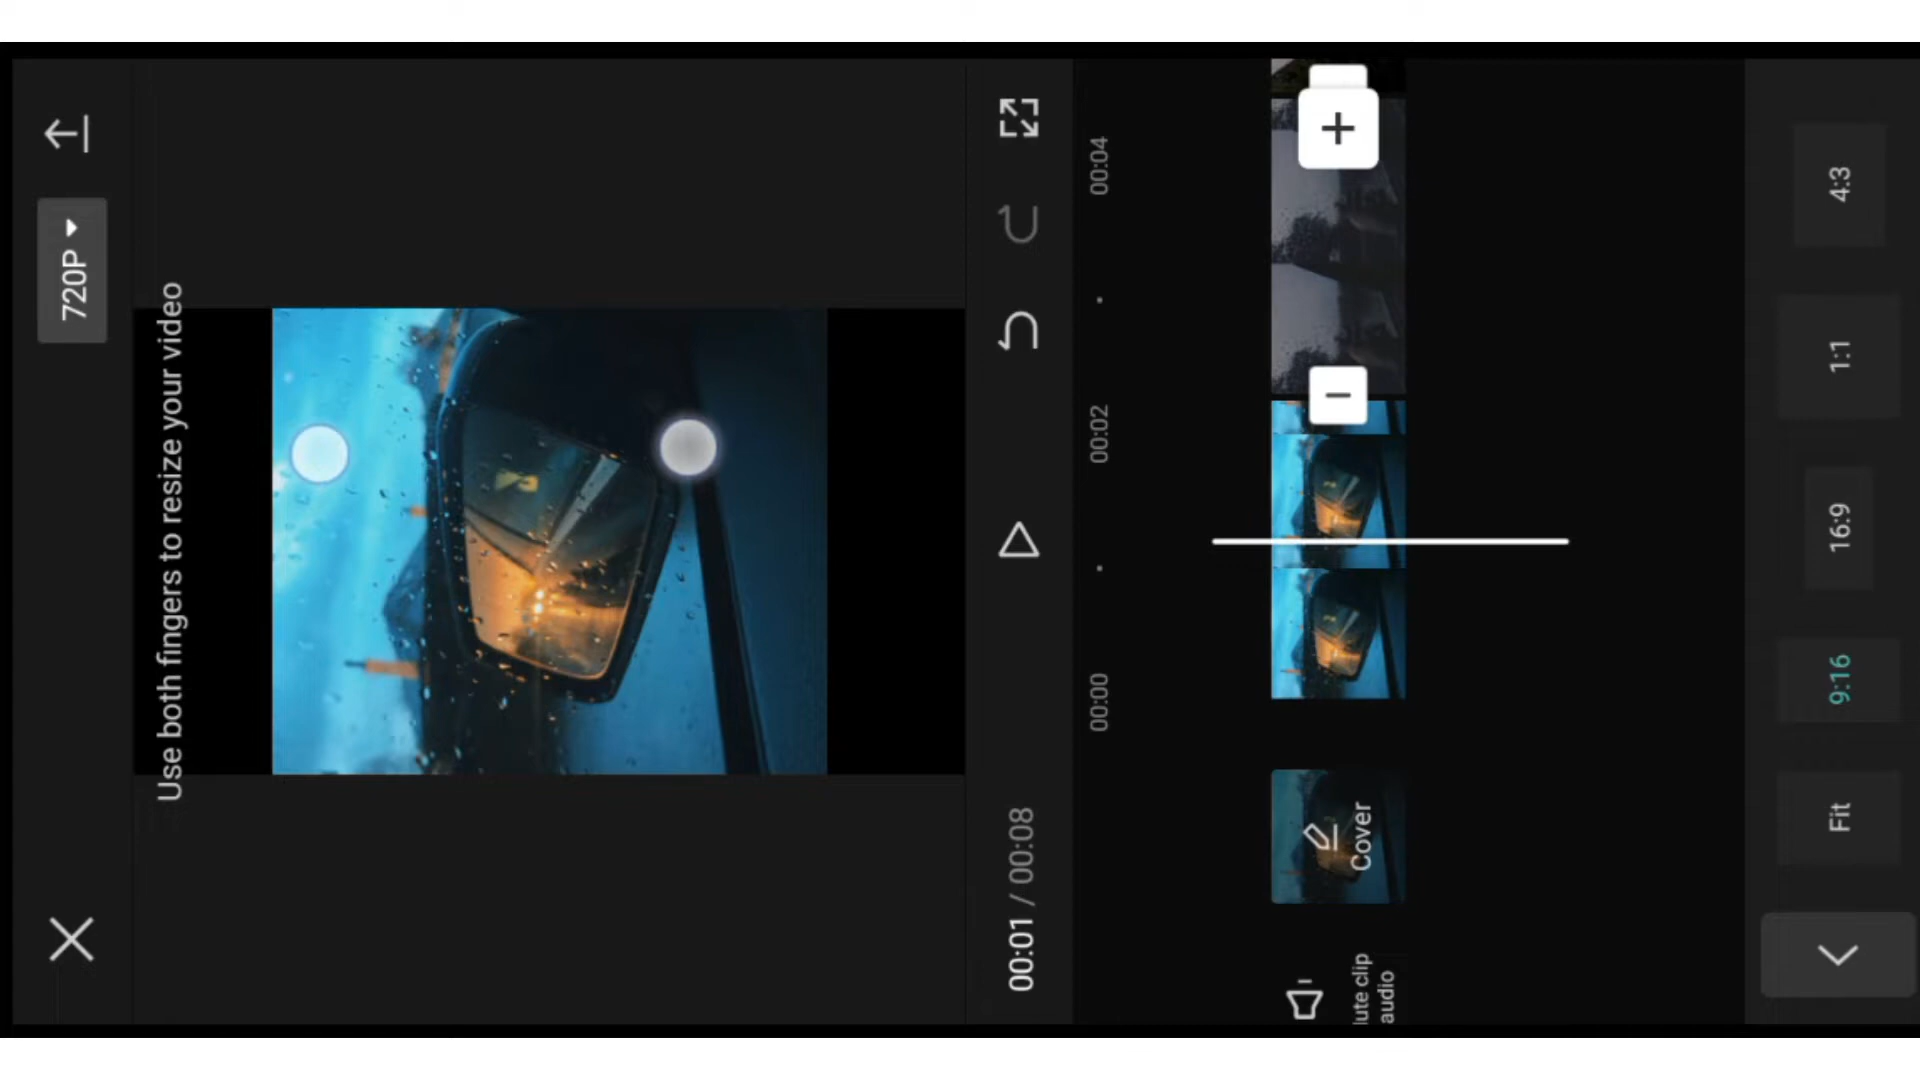 720P
Use both fingers to resize your video
00:01 / 00:08
00:00
00:02
00:04
Cover
lute clip
audio
Fit
9:16
16:9
1:1
4:3